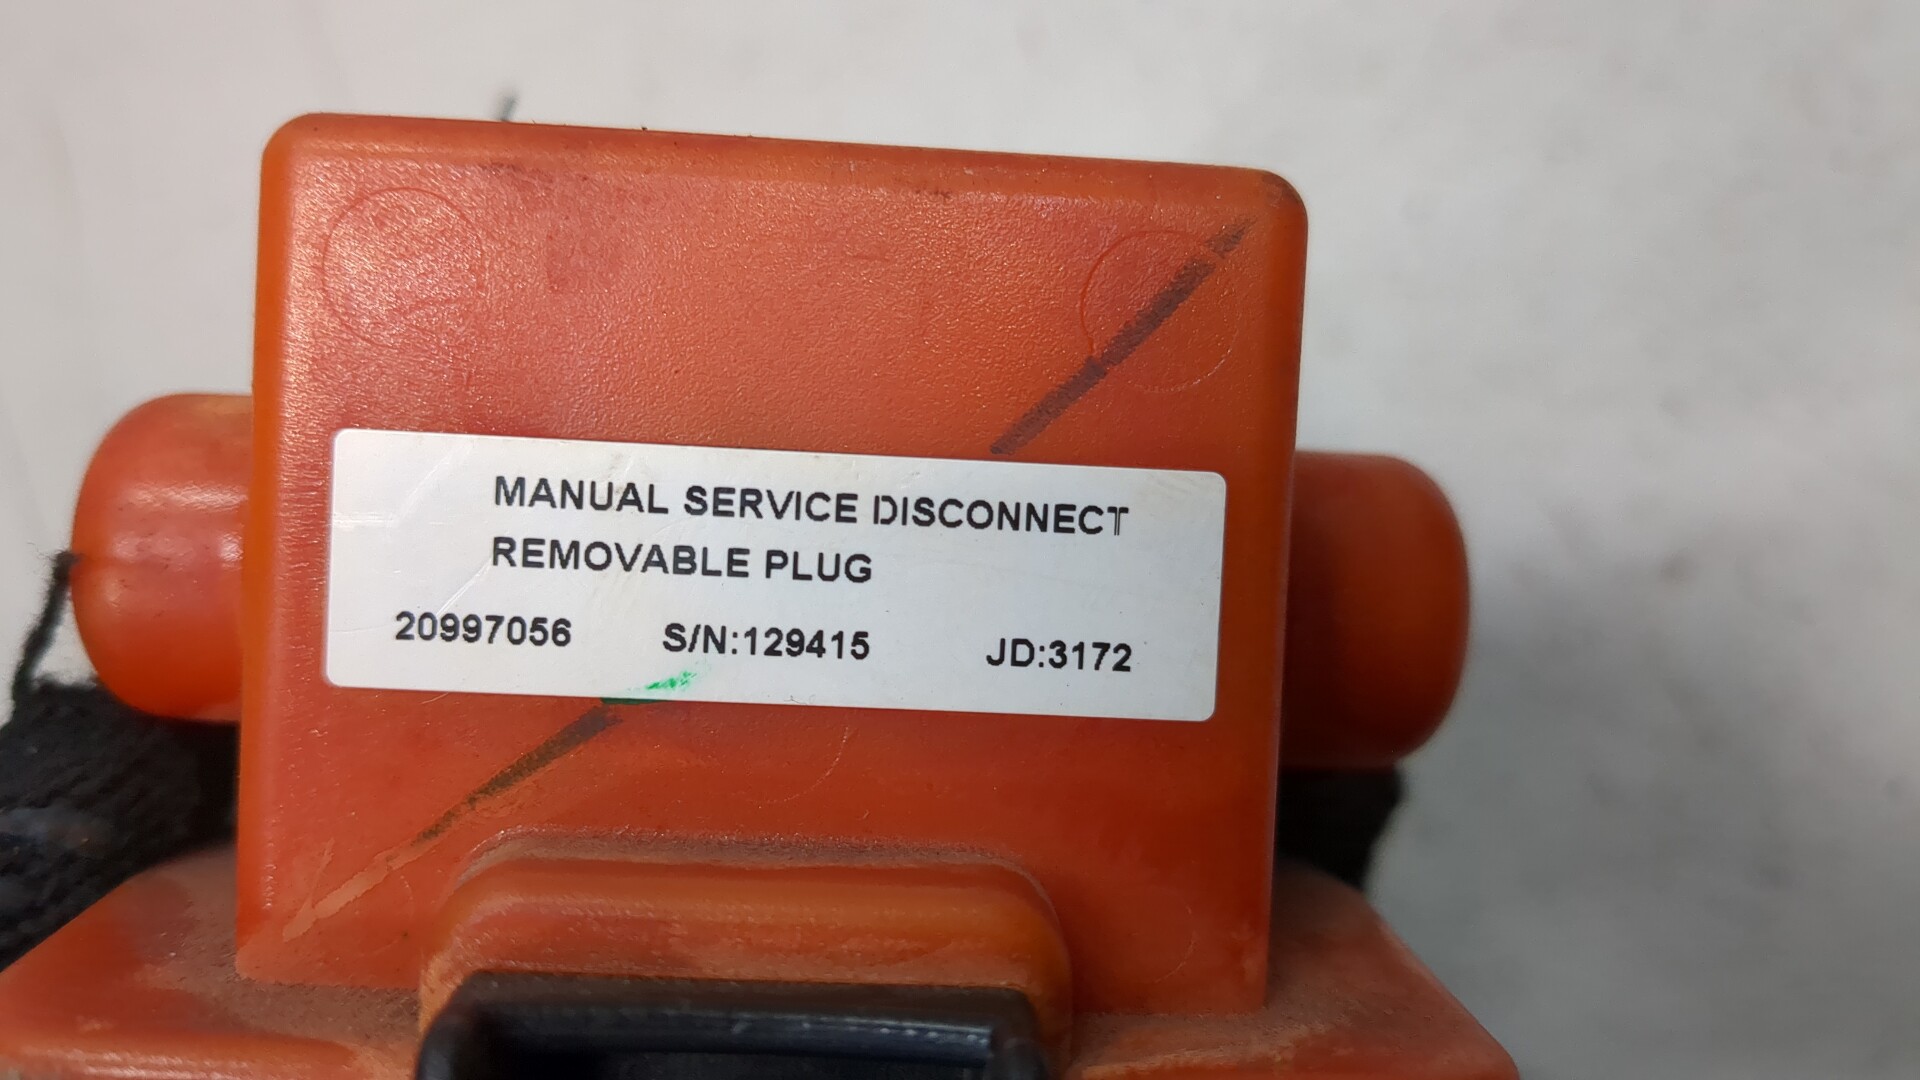 MANUAL SERVICE DISCONNECT
REMOVABLE PLUG
20997056 S/N:129415 JD:3172